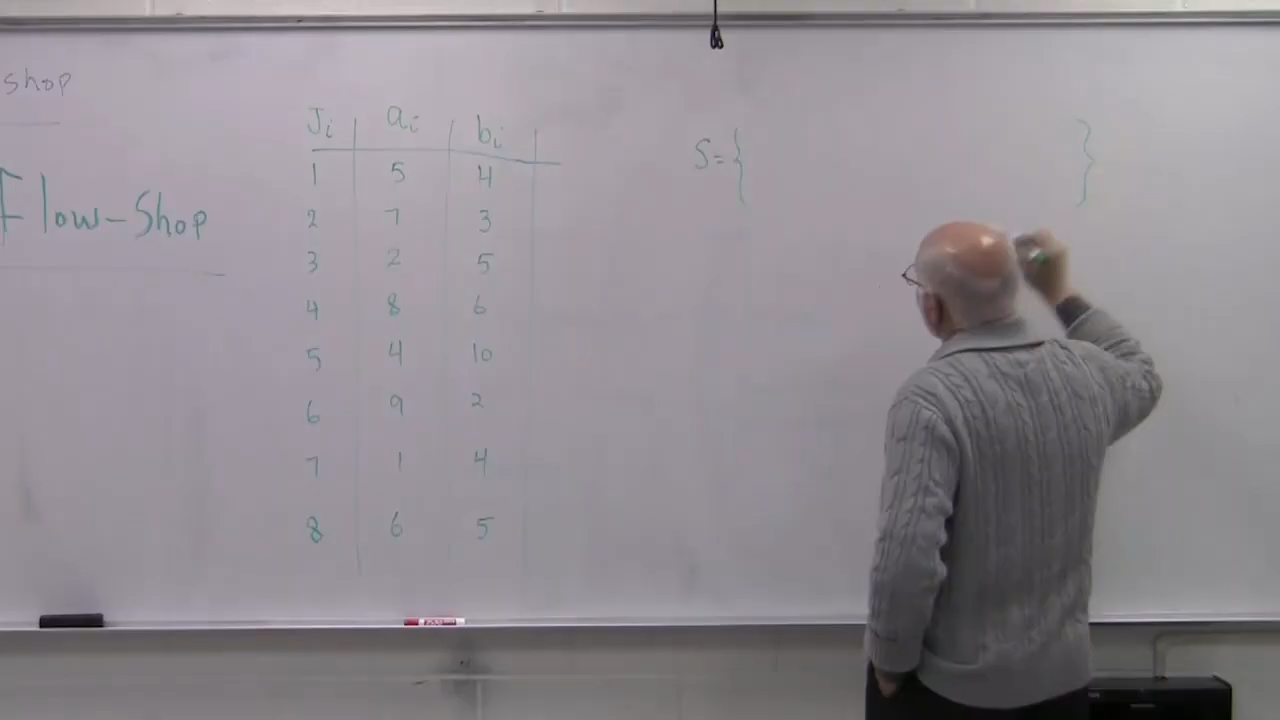 shop
Flow-Shop
Ji ai bi
1 5 4
2 7 3
3 2 5
4 8 6
5 4 10
6 9 2
7 1 4
8 6 5
S={ }